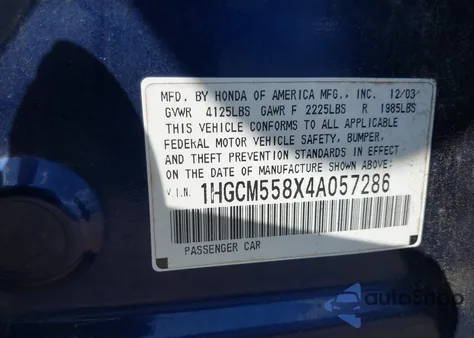 MFD. BY HONDA OF AMERICA MFG., INC. 12/03
GVWR 4125LBS GAWR F 2225LBS R 1985LBS
THIS VEHICLE CONFORMS TO ALL APPLICABLE
FEDERAL MOTOR VEHICLE SAFETY, BUMPER,
AND THEFT PREVENTION STANDARDS IN EFFECT
ON THE DATE OF MANUFACTURE SHOWN ABOVE.
V.I.N. 1HGCM558X4A057286
PASSENGER CAR
autoSnap